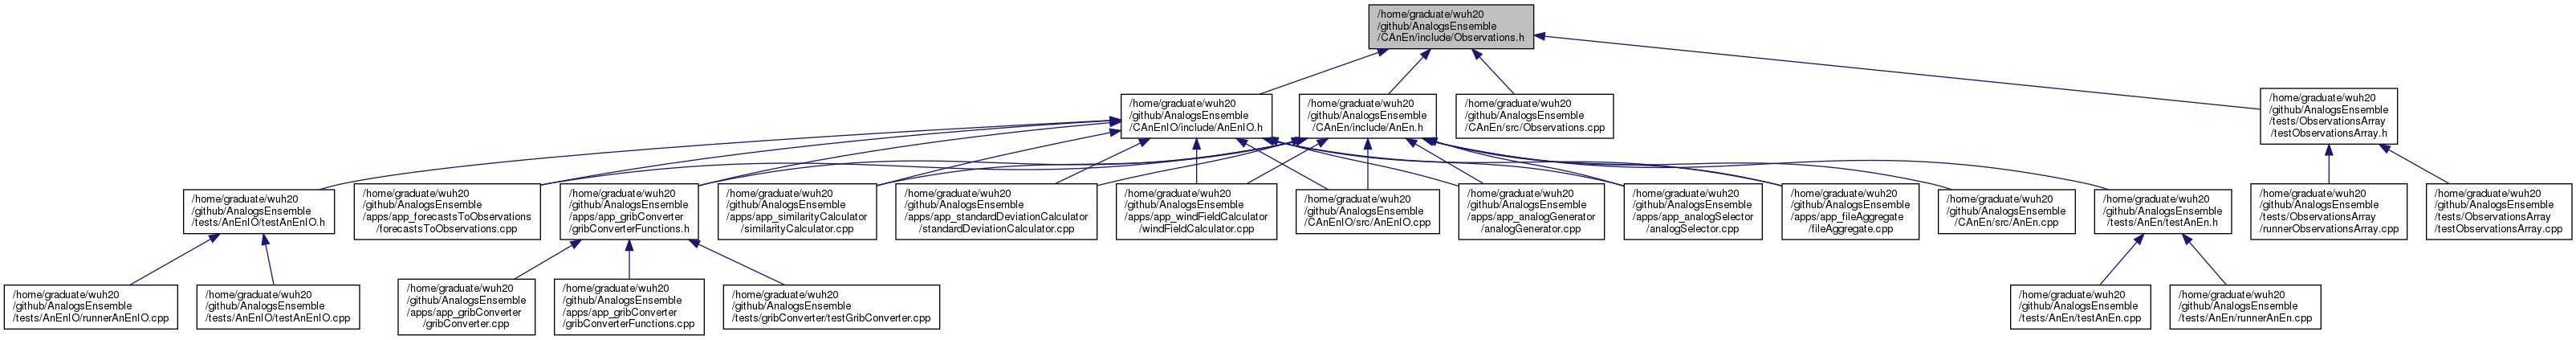 /home/graduate/wuh20
/github/AnalogsEnsemble
/CAnEn/include/Observations.h
/home/graduate/wuh20
/github/AnalogsEnsemble
/CAnEnIO/include/AnEnIO.h
/home/graduate/wuh20
/github/AnalogsEnsemble
/CAnEn/include/AnEn.h
/home/graduate/wuh20
/github/AnalogsEnsemble
/CAnEn/src/Observations.cpp
/home/graduate/wuh20
/github/AnalogsEnsemble
/tests/ObservationsArray
/testObservationsArray.h
/home/graduate/wuh20
/github/AnalogsEnsemble
/tests/AnEnIO/testAnEnIO.h
/home/graduate/wuh20
/github/AnalogsEnsemble
/apps/app_forecastsToObservations
/forecastsToObservations.cpp
/home/graduate/wuh20
/github/AnalogsEnsemble
/apps/app_gribConverter
/gribConverterFunctions.h
/home/graduate/wuh20
/github/AnalogsEnsemble
/apps/app_similarityCalculator
/similarityCalculator.cpp
/home/graduate/wuh20
/github/AnalogsEnsemble
/apps/app_standardDeviationCalculator
/standardDeviationCalculator.cpp
/home/graduate/wuh20
/github/AnalogsEnsemble
/apps/app_windFieldCalculator
/windFieldCalculator.cpp
/home/graduate/wuh20
/github/AnalogsEnsemble
/CAnEnIO/src/AnEnIO.cpp
/home/graduate/wuh20
/github/AnalogsEnsemble
/apps/app_analogGenerator
/analogGenerator.cpp
/home/graduate/wuh20
/github/AnalogsEnsemble
/apps/app_analogSelector
/analogSelector.cpp
/home/graduate/wuh20
/github/AnalogsEnsemble
/apps/app_fileAggregate
/fileAggregate.cpp
/home/graduate/wuh20
/github/AnalogsEnsemble
/CAnEn/src/AnEn.cpp
/home/graduate/wuh20
/github/AnalogsEnsemble
/tests/AnEn/testAnEn.h
/home/graduate/wuh20
/github/AnalogsEnsemble
/tests/ObservationsArray
/runnerObservationsArray.cpp
/home/graduate/wuh20
/github/AnalogsEnsemble
/tests/ObservationsArray
/testObservationsArray.cpp
/home/graduate/wuh20
/github/AnalogsEnsemble
/tests/AnEnIO/runnerAnEnIO.cpp
/home/graduate/wuh20
/github/AnalogsEnsemble
/tests/AnEnIO/testAnEnIO.cpp
/home/graduate/wuh20
/github/AnalogsEnsemble
/apps/app_gribConverter
/gribConverter.cpp
/home/graduate/wuh20
/github/AnalogsEnsemble
/apps/app_gribConverter
/gribConverterFunctions.cpp
/home/graduate/wuh20
/github/AnalogsEnsemble
/tests/gribConverter/testGribConverter.cpp
/home/graduate/wuh20
/github/AnalogsEnsemble
/tests/AnEn/testAnEn.cpp
/home/graduate/wuh20
/github/AnalogsEnsemble
/tests/AnEn/runnerAnEn.cpp